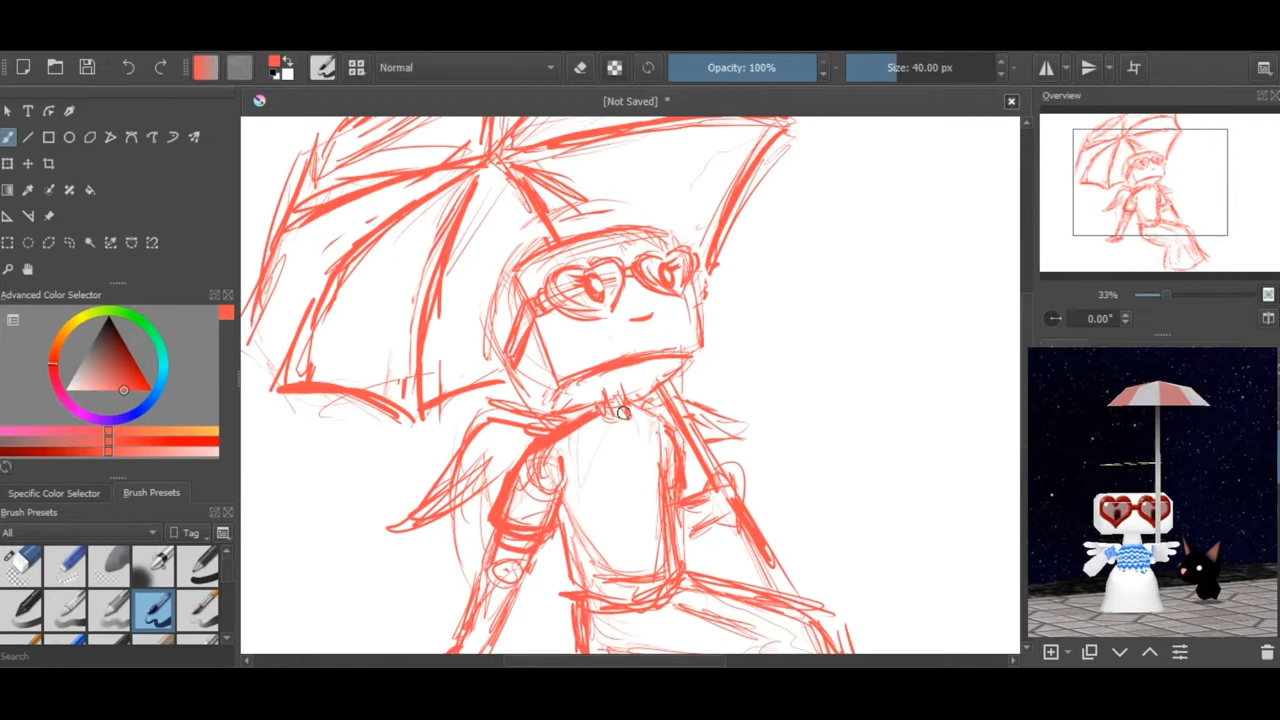 Normal
Opacity: 100%
Size: 40.00 px
[Not Saved] *
Overview
33%
0.00°
Advanced Color Selector
Specific Color Selector
Brush Presets
Brush Presets
All
Tag
Search